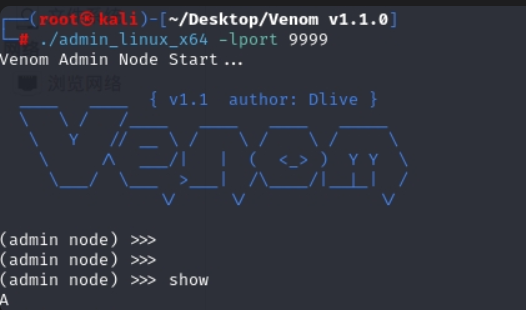 (root㉿kali)-[~/Desktop/Venom v1.1.0]
# ./admin_linux_x64 -lport 9999
Venom Admin Node Start...
浏览网络
{ v1.1  author: Dlive }
Venom
(admin node) >>>
(admin node) >>>
(admin node) >>> show
A